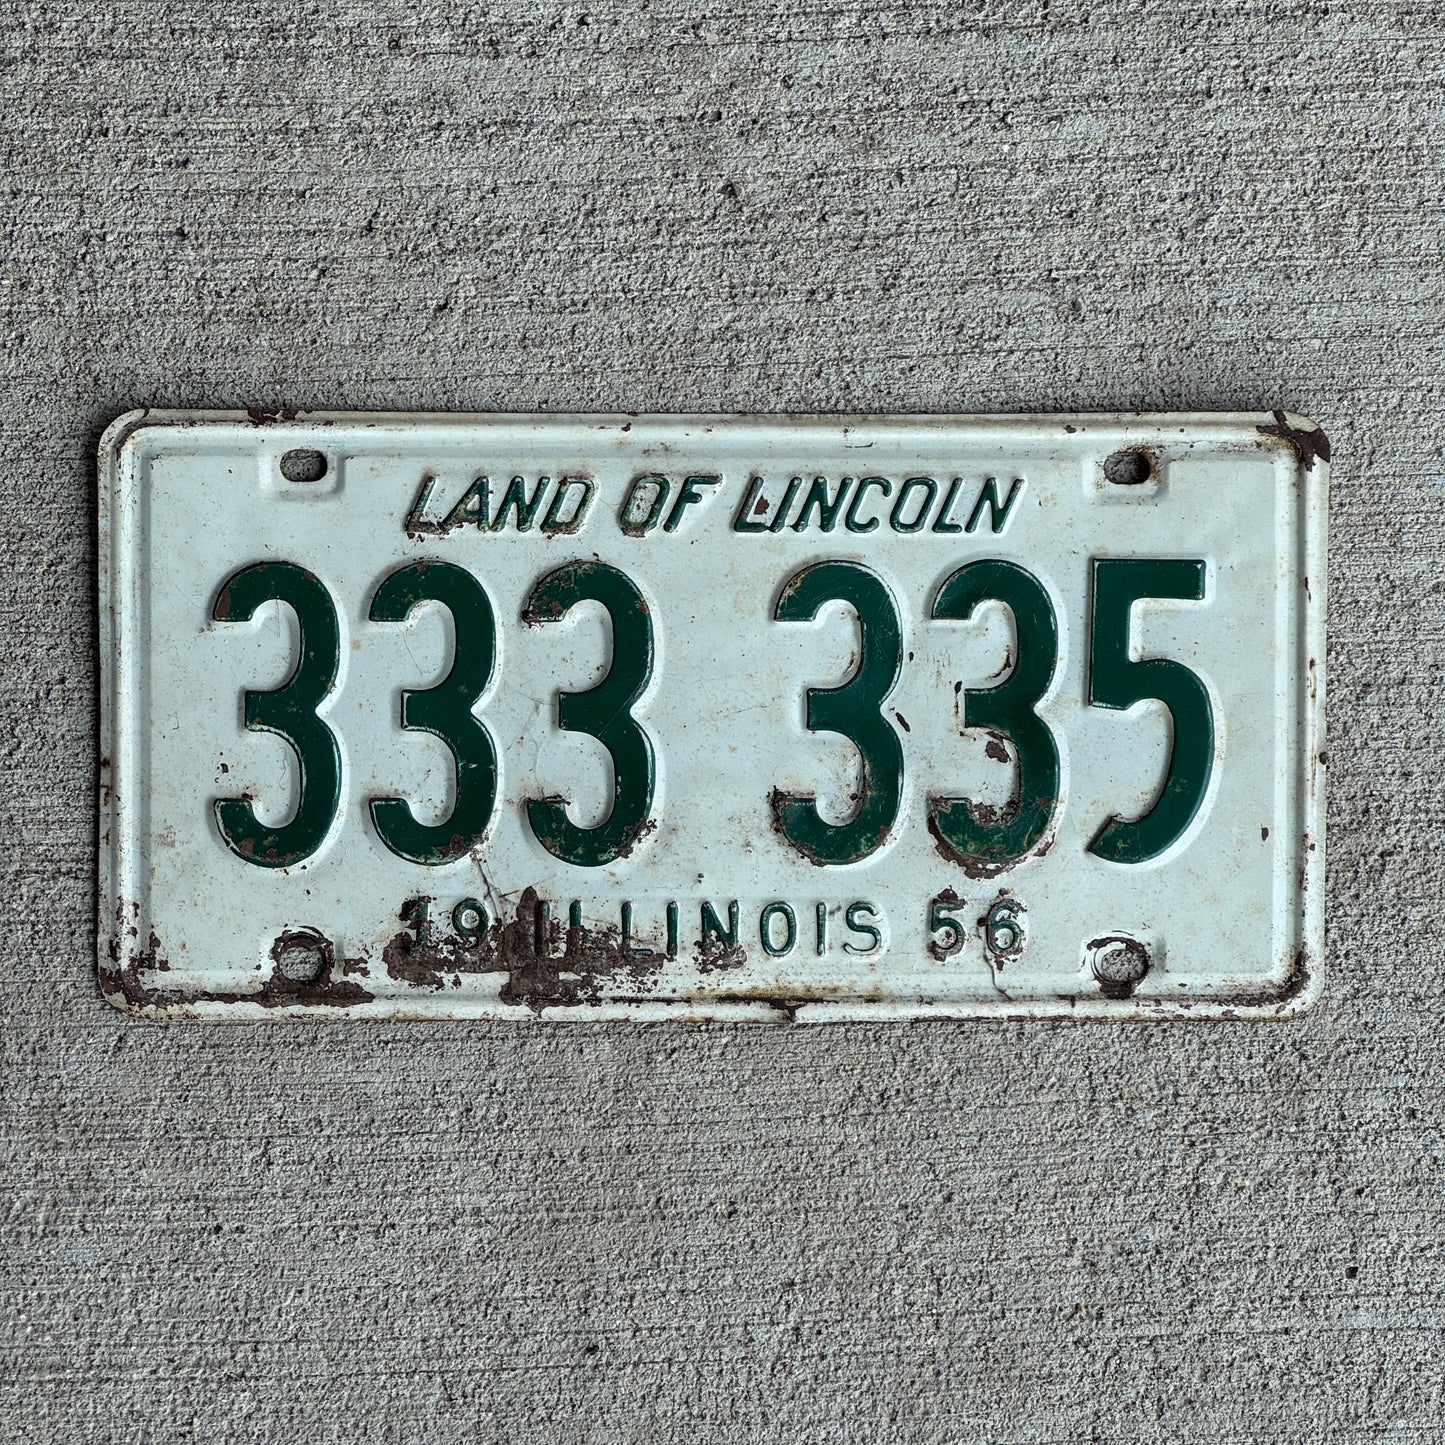 LAND OF LINCOLN
333 335
19 ILLINOIS 56